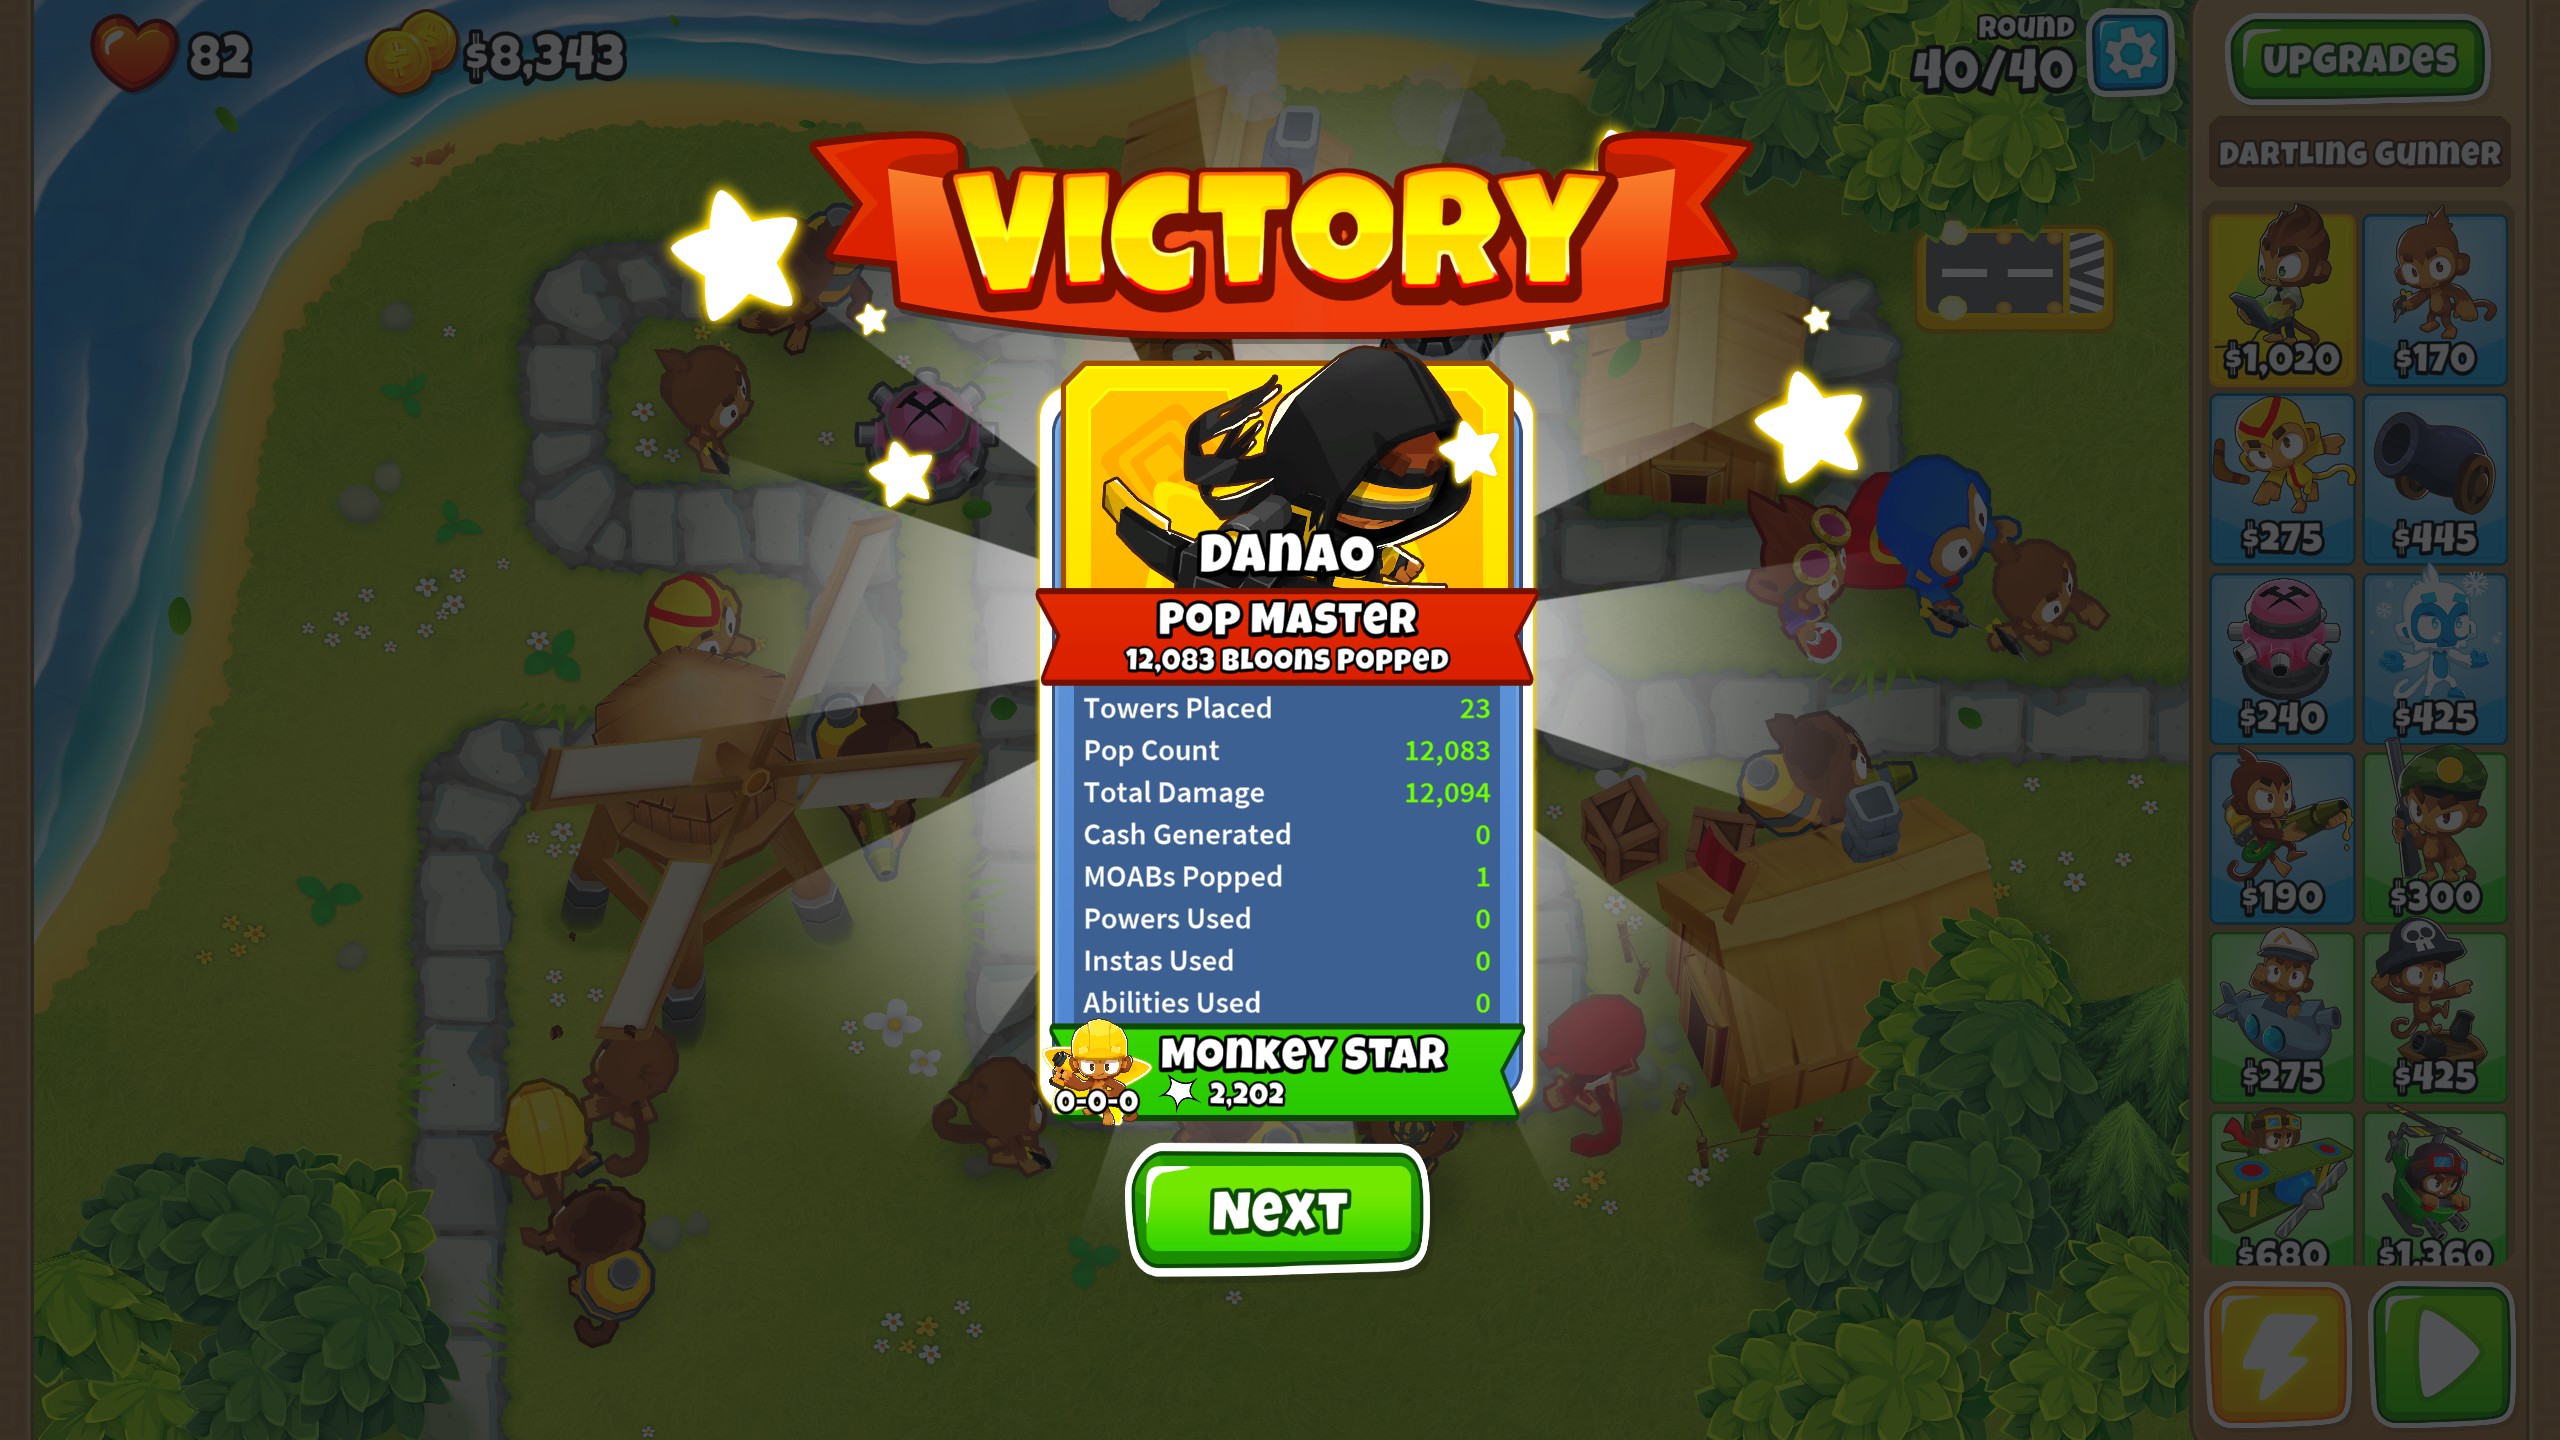 82
$8,343
ROUND
40/40
UPGRADES
DARTLING GUNNER
VICTORY
$1,020
$170
$275
$445
$240
$425
$190
$300
$275
$425
$680
$1,360
DANAO
POP MASTER
12,083 BLOONS POPPED
Towers Placed 23
Pop Count 12,083
Total Damage 12,094
Cash Generated 0
MOABs Popped 1
Powers Used 0
Instas Used 0
Abilities Used 0
MONKEY STAR
0-0-0
2,202
NEXT